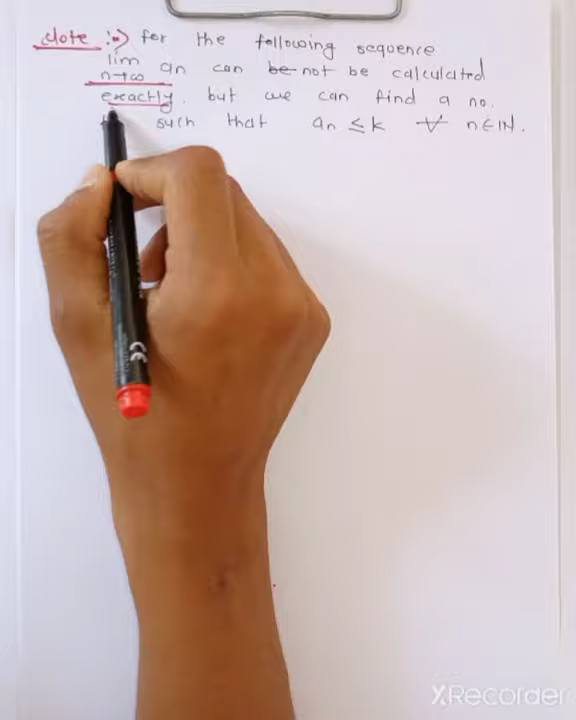 Note :-> for the following sequence
lim n→∞ an can be not be calculated
exactly. but we can find a no.
such that an ≤ k ∀ n∈IN.
XRecorder